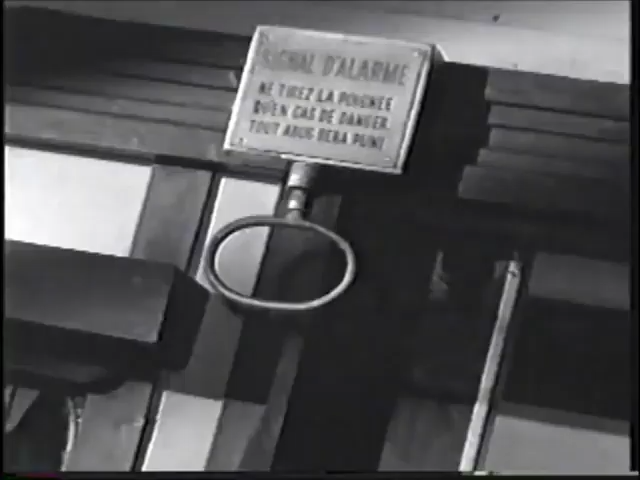 SIGNAL D'ALARME
NE TIREZ LA POIGNEE
QU'EN CAS DE DANGER.
TOUT ABUS SERA PUNI